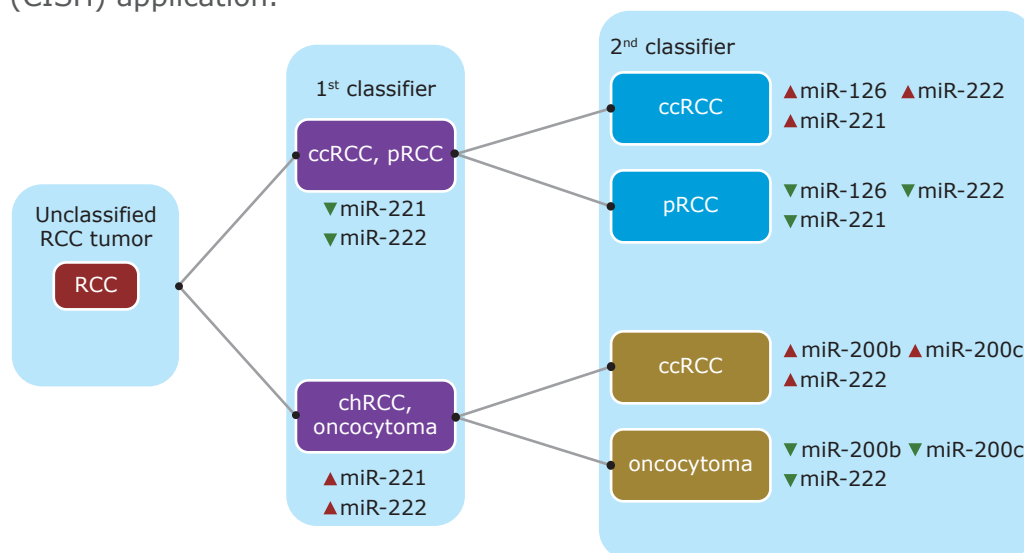 (CISH) application.
2nd classifier
1st classifier
ccRCC
▲miR-126 ▲miR-222
▲miR-221
ccRCC, pRCC
▼miR-221
▼miR-222
pRCC
▼miR-126 ▼miR-222
▼miR-221
Unclassified
RCC tumor
RCC
ccRCC
▲miR-200b ▲miR-200c
▲miR-222
chRCC,
oncocytoma
▲miR-221
▲miR-222
oncocytoma
▼miR-200b ▼miR-200c
▼miR-222